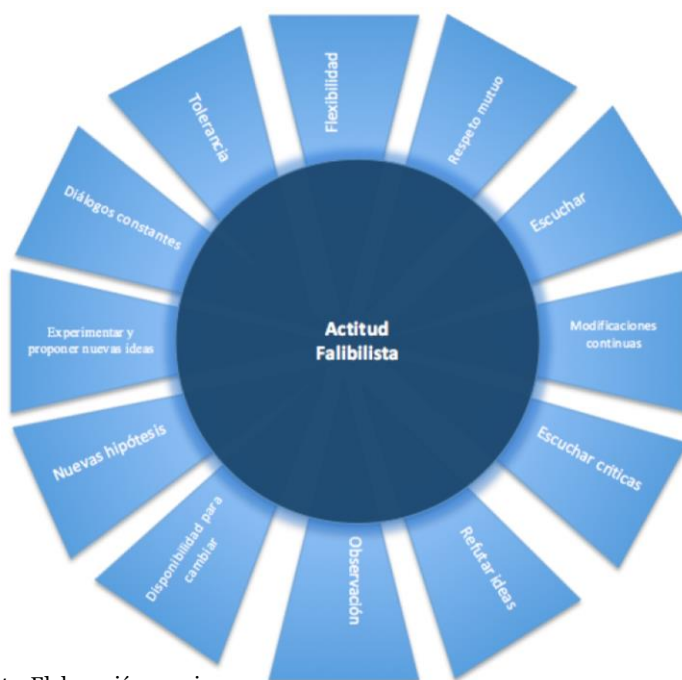 Flexibilidad
Respeto mutuo
Escuchar
Modificaciones
continuas
Escuchar críticas
Refutar ideas
Observación
Disponibilidad para
cambiar
Nuevas hipótesis
Experimentar y
proponer nuevas ideas
Diálogos constantes
Tolerancia
Actitud
Falibilista